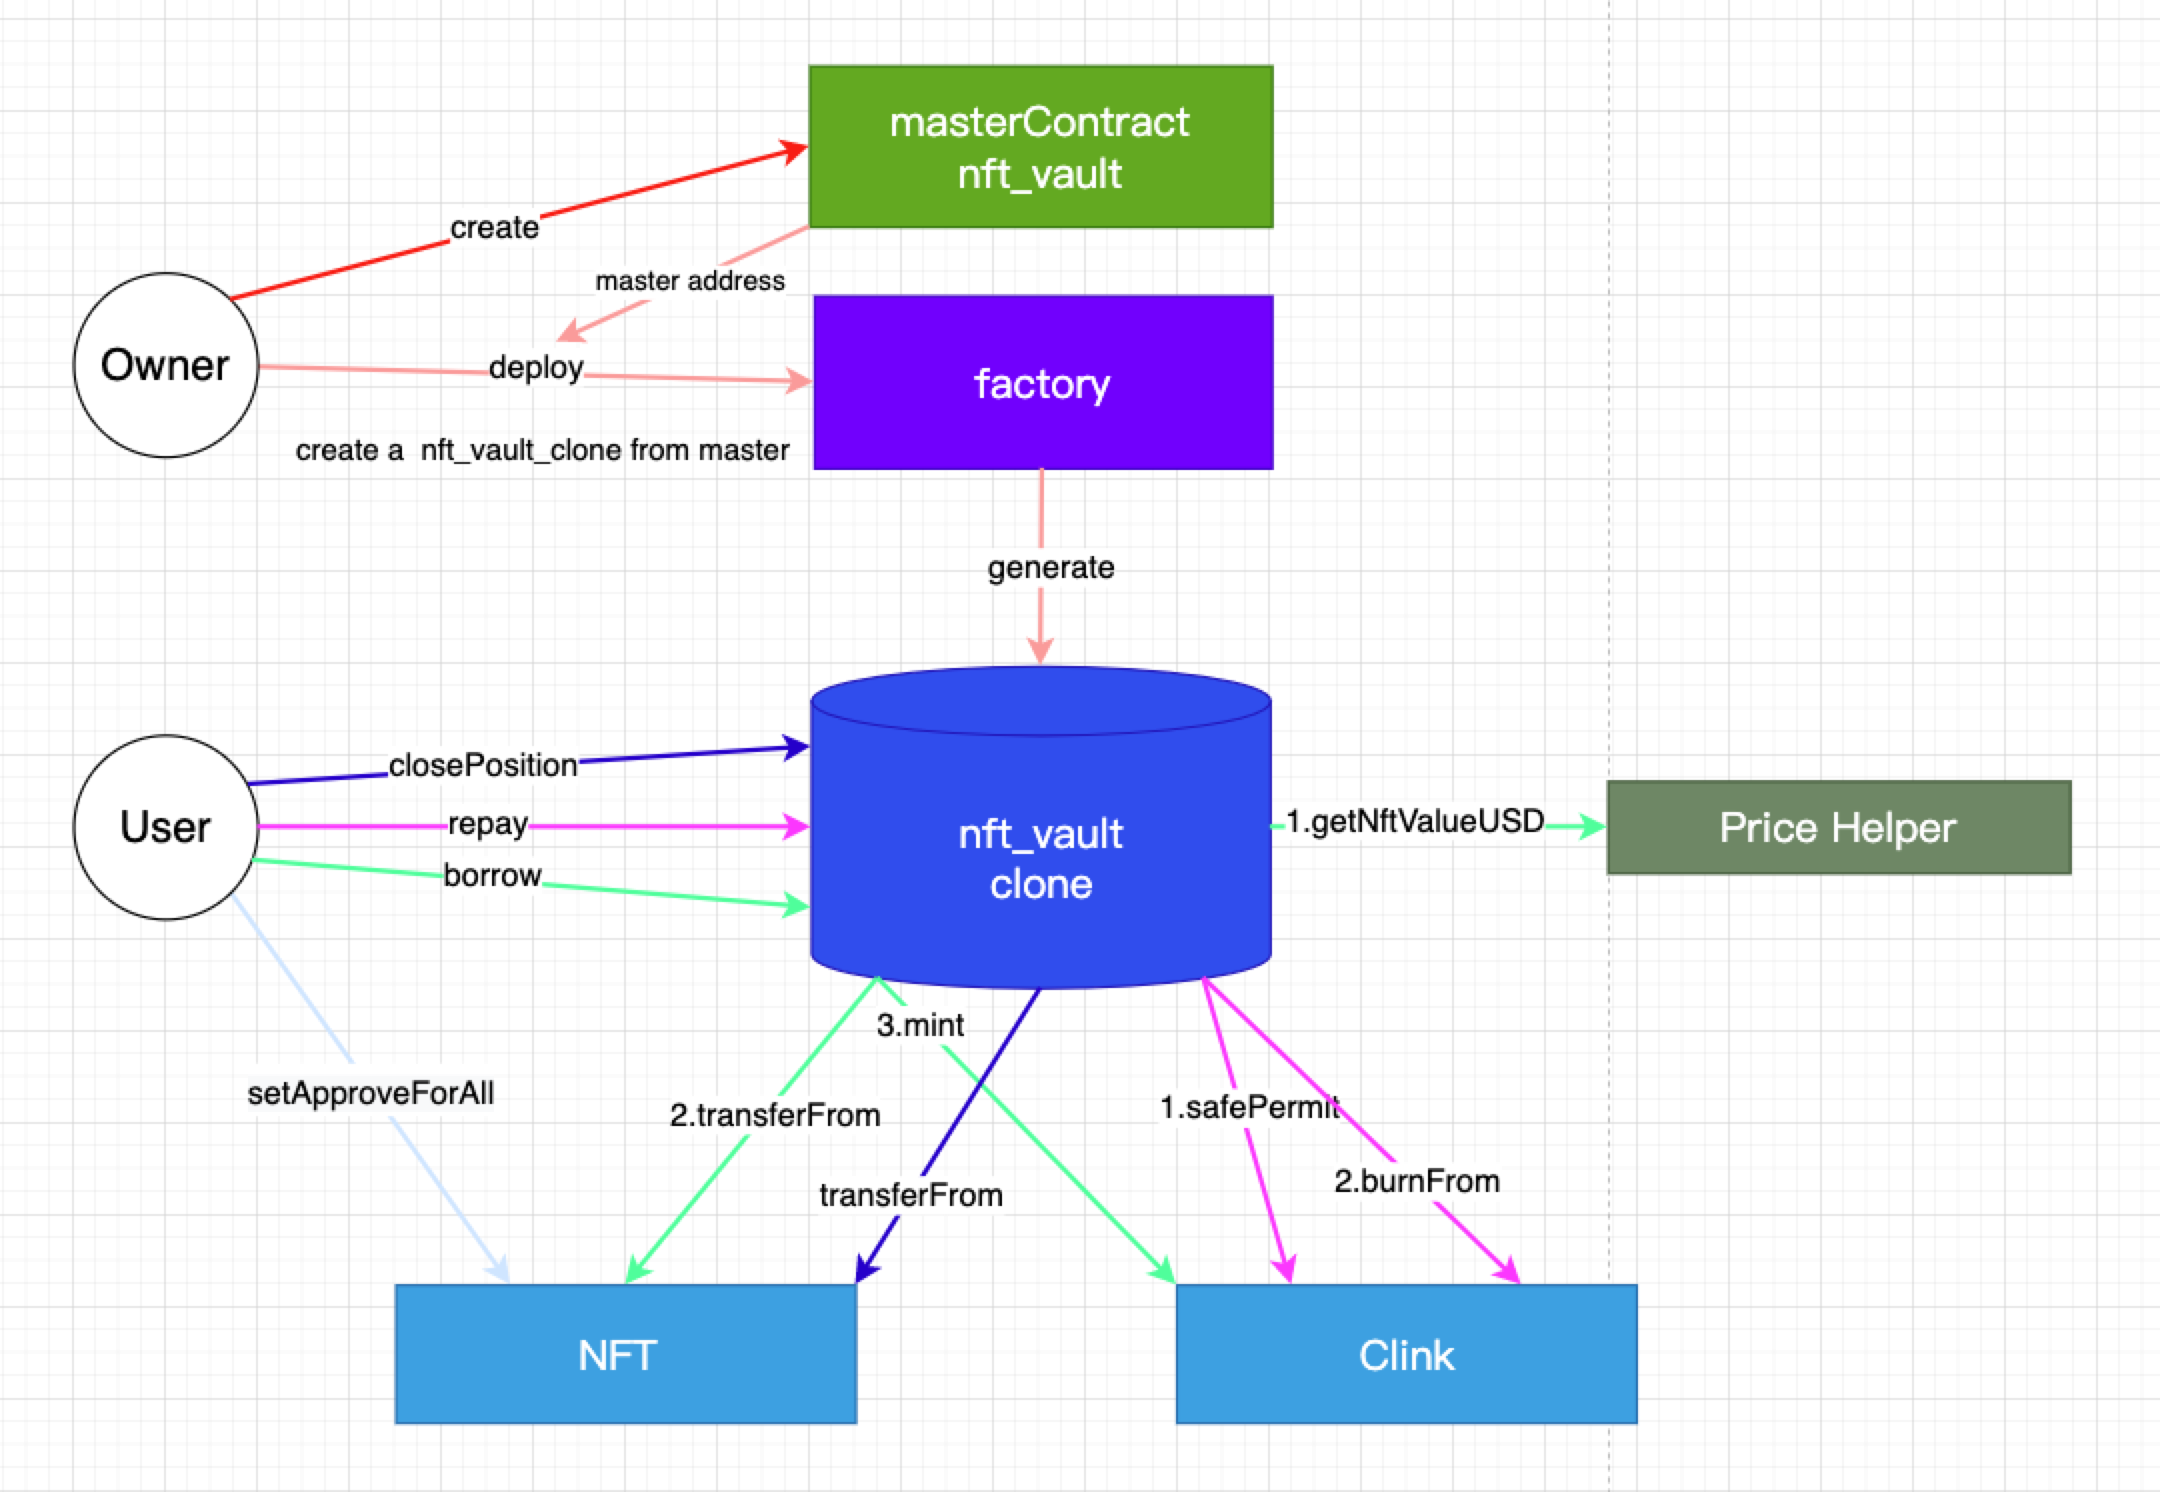 masterContract
nft_vault
create
master address
Owner
deploy
factory
create a  nft_vault_clone from master
generate
closePosition
User
repay
borrow
nft_vault
clone
1.getNftValueUSD
Price Helper
3.mint
setApproveForAll
2.transferFrom
1.safePermit
transferFrom
2.burnFrom
NFT
Clink